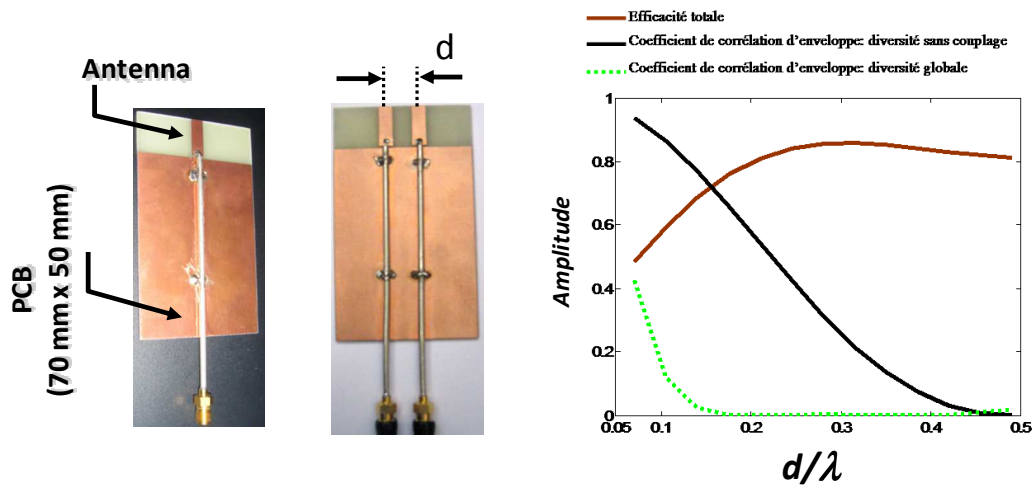 Antenna
PCB
(70 mm x 50 mm)
d
Efficacité totale
Coefficient de corrélation d'enveloppe: diversité sans couplage
Coefficient de corrélation d'enveloppe: diversité globale
1
0.8
0.6
0.4
0.2
0
0.05 0.1 0.2 0.3 0.4 0.5
Amplitude
d/λ